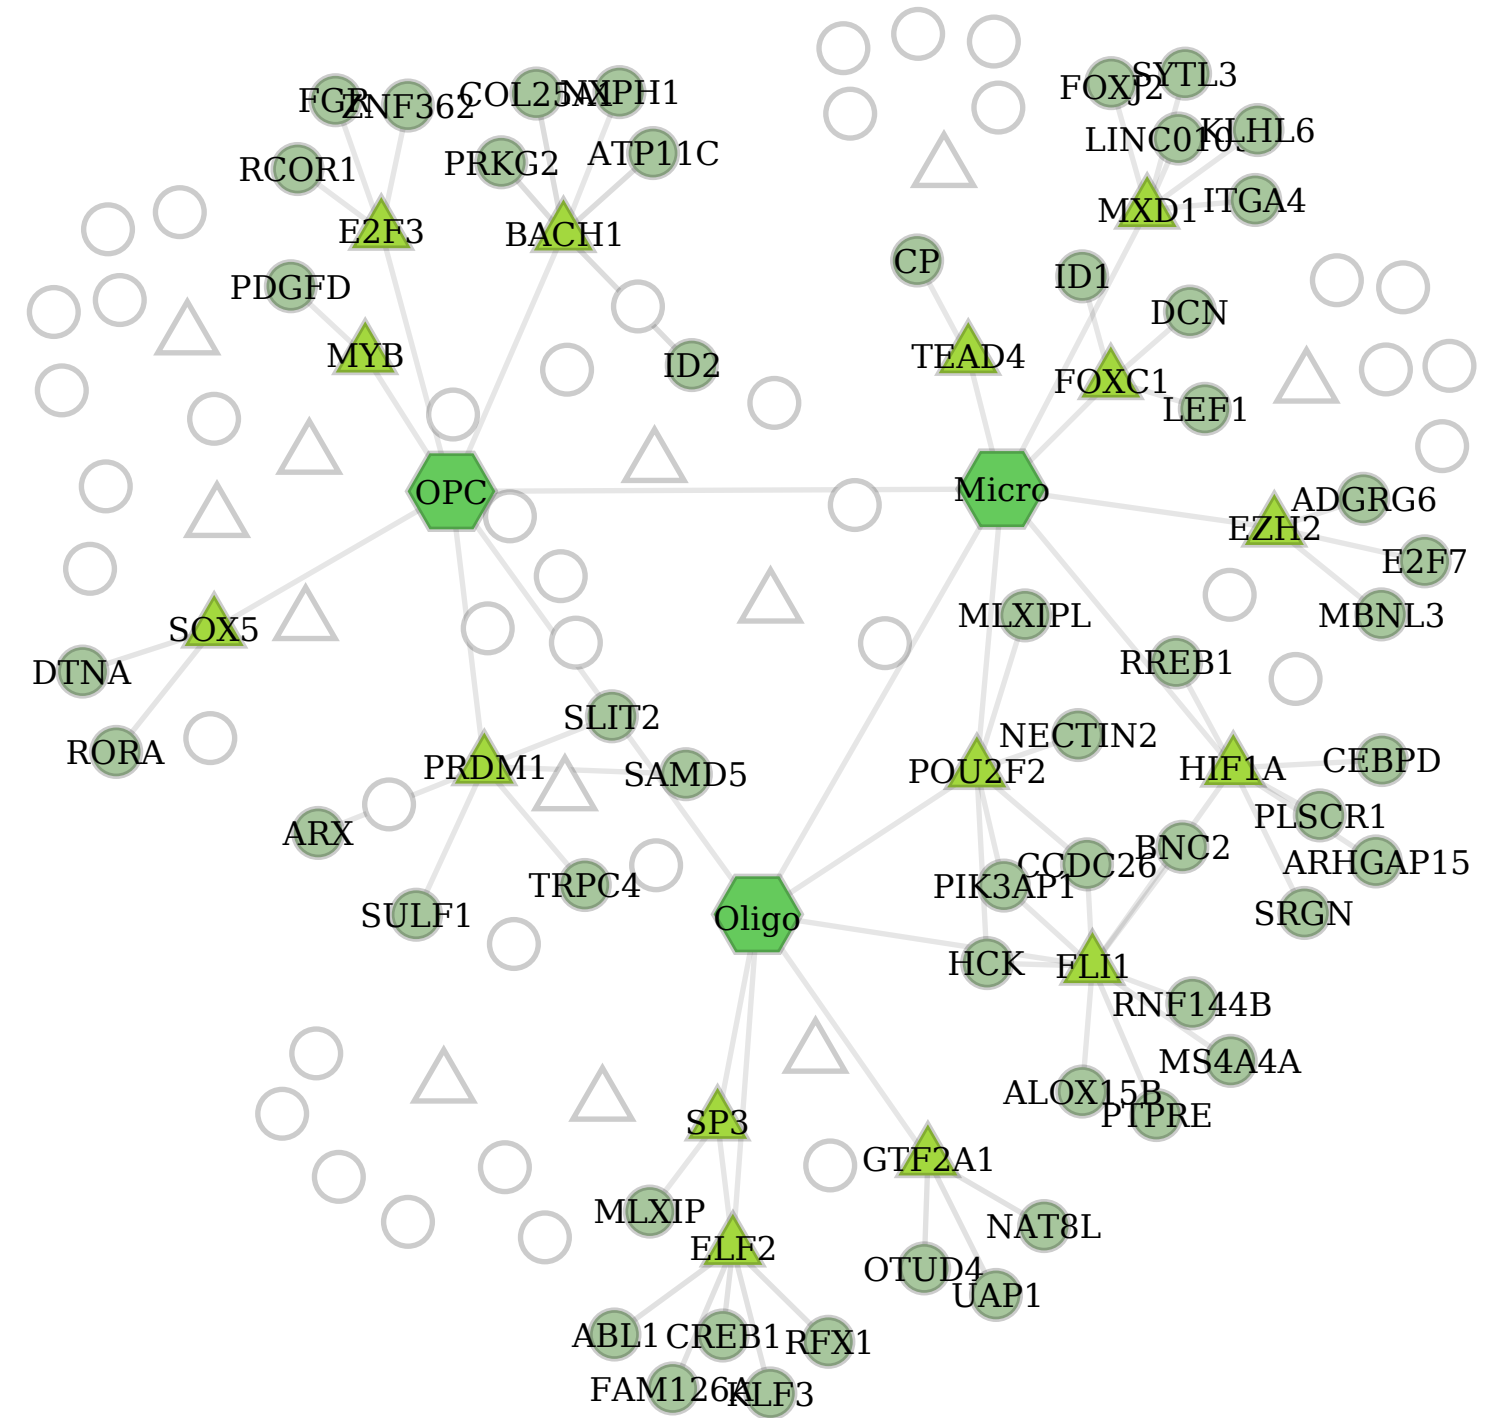 FOXJ2
SYTL3
FGR
ZNF362
COL25A1
NXPH1
LINC0105
KLHL6
RCOR1
PRKG2
ATP11C
MXD1
ITGA4
E2F3
BACH1
CP
ID1
PDGFD
DCN
MYB
TEAD4
ID2
FOXC1
LEF1
OPC
Micro
ADGRG6
EZH2
E2F7
MLXIPL
MBNL3
SOX5
DTNA
RREB1
SLIT2
NECTIN2
RORA
PRDM1
SAMD5
POU2F2
HIF1A
CEBPD
PLSCR1
ARX
BNC2
CCDC26
ARHGAP15
TRPC4
PIK3AP1
SULF1
Oligo
SRGN
HCK
FLI1
RNF144B
MS4A4A
ALOX15B
PTPRE
SP3
GTF2A1
MLXIP
NAT8L
ELF2
OTUD4
UAP1
ABL1
CREB1
RFX1
FAM126A
KLF3